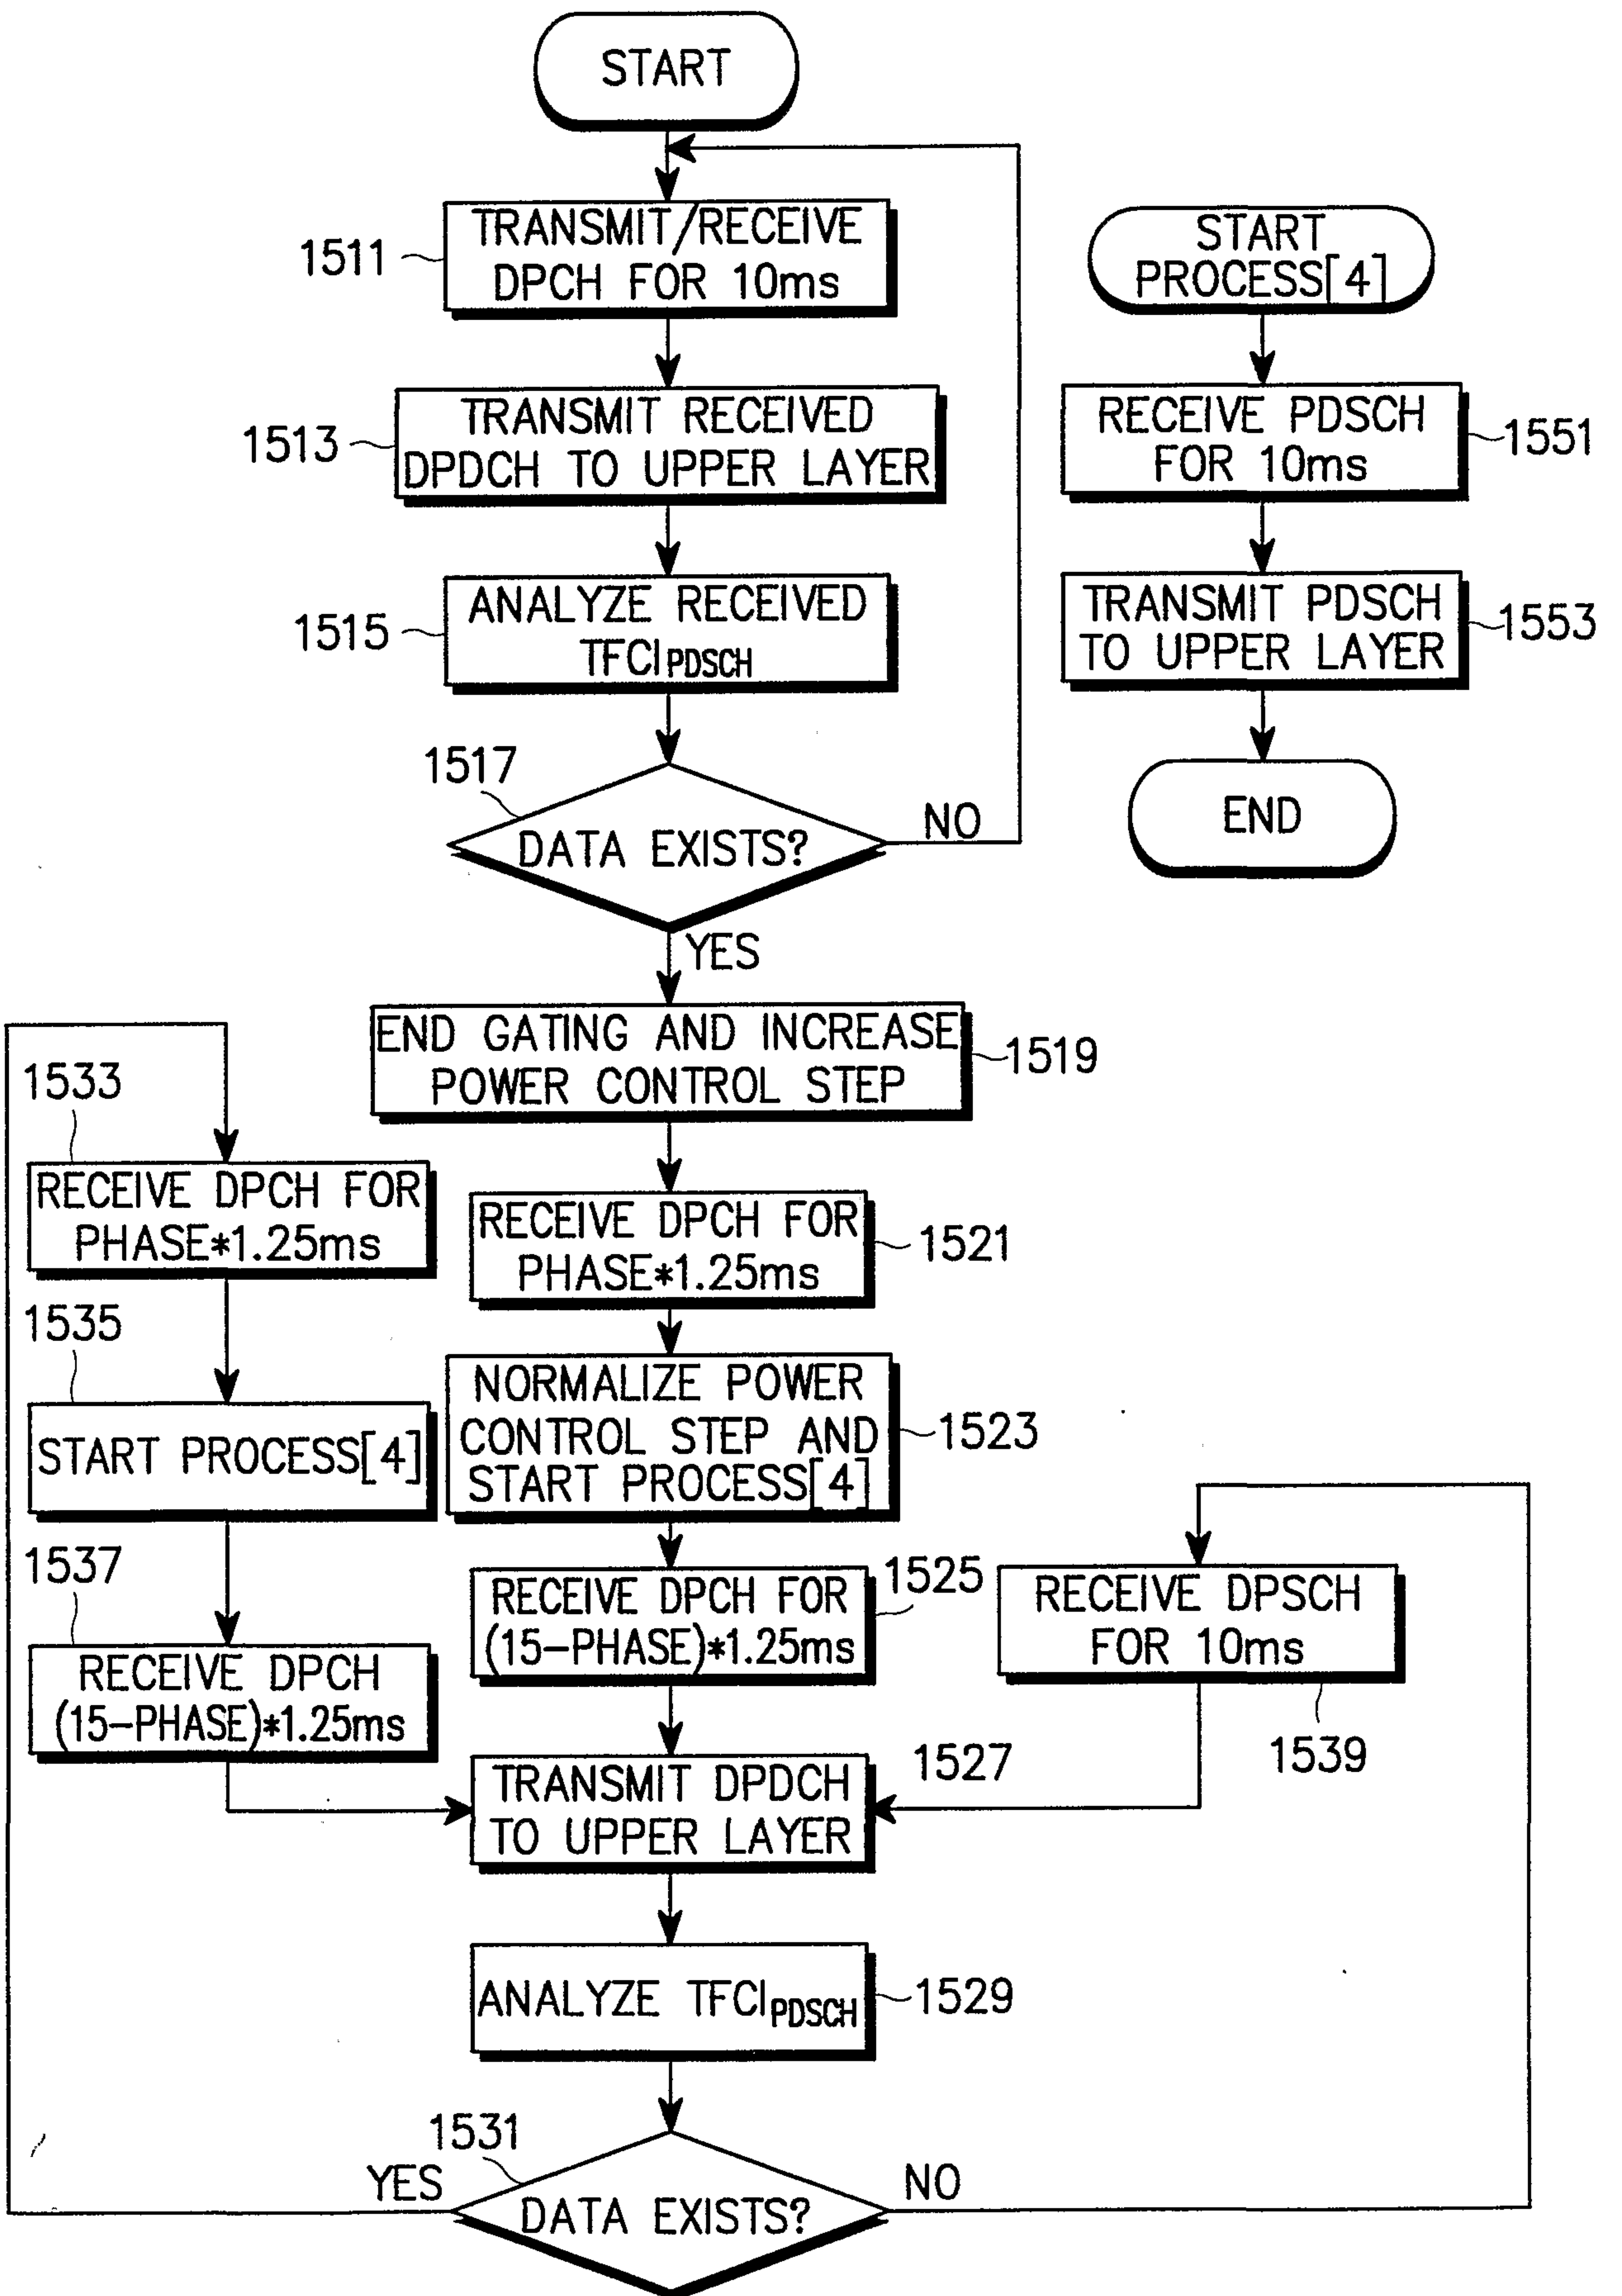 START
1511
TRANSMIT/RECEIVE
DPCH FOR 10ms
1513
TRANSMIT RECEIVED
DPDCH TO UPPER LAYER
1515
ANALYZE RECEIVED
TFCIPDSCH
1517
DATA EXISTS?
NO
YES
START
PROCESS[4]
RECEIVE PDSCH
FOR 10ms
1551
TRANSMIT PDSCH
TO UPPER LAYER
1553
END
END GATING AND INCREASE
POWER CONTROL STEP
1519
1533
RECEIVE DPCH FOR
PHASE*1.25ms
RECEIVE DPCH FOR
PHASE*1.25ms
1521
1535
START PROCESS[4]
NORMALIZE POWER
CONTROL STEP AND
START PROCESS[4]
1523
1537
RECEIVE DPCH
(15-PHASE)*1.25ms
RECEIVE DPCH FOR
(15-PHASE)*1.25ms
1525
RECEIVE DPSCH
FOR 10ms
1539
TRANSMIT DPDCH
TO UPPER LAYER
1527
ANALYZE TFCIPDSCH
1529
1531
YES
DATA EXISTS?
NO